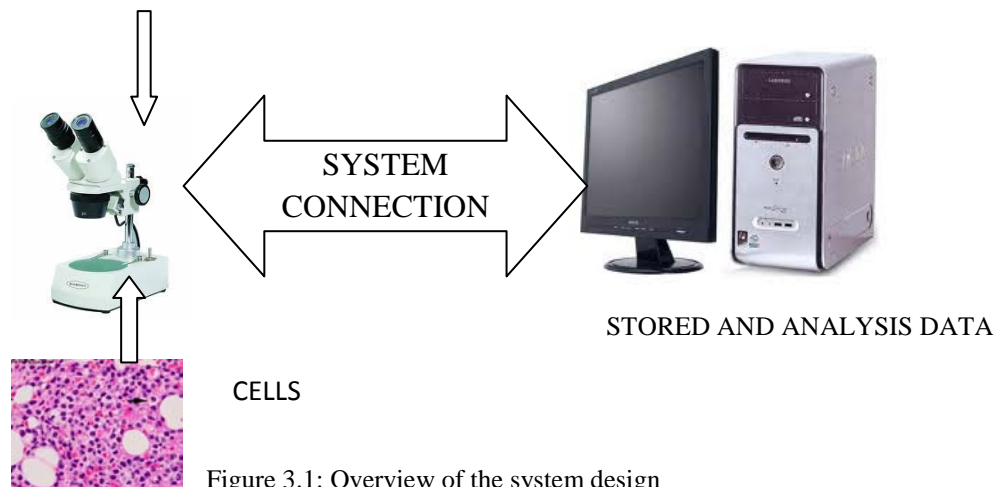 SYSTEM
CONNECTION
STORED AND ANALYSIS DATA
CELLS
Figure 3.1: Overview of the system design